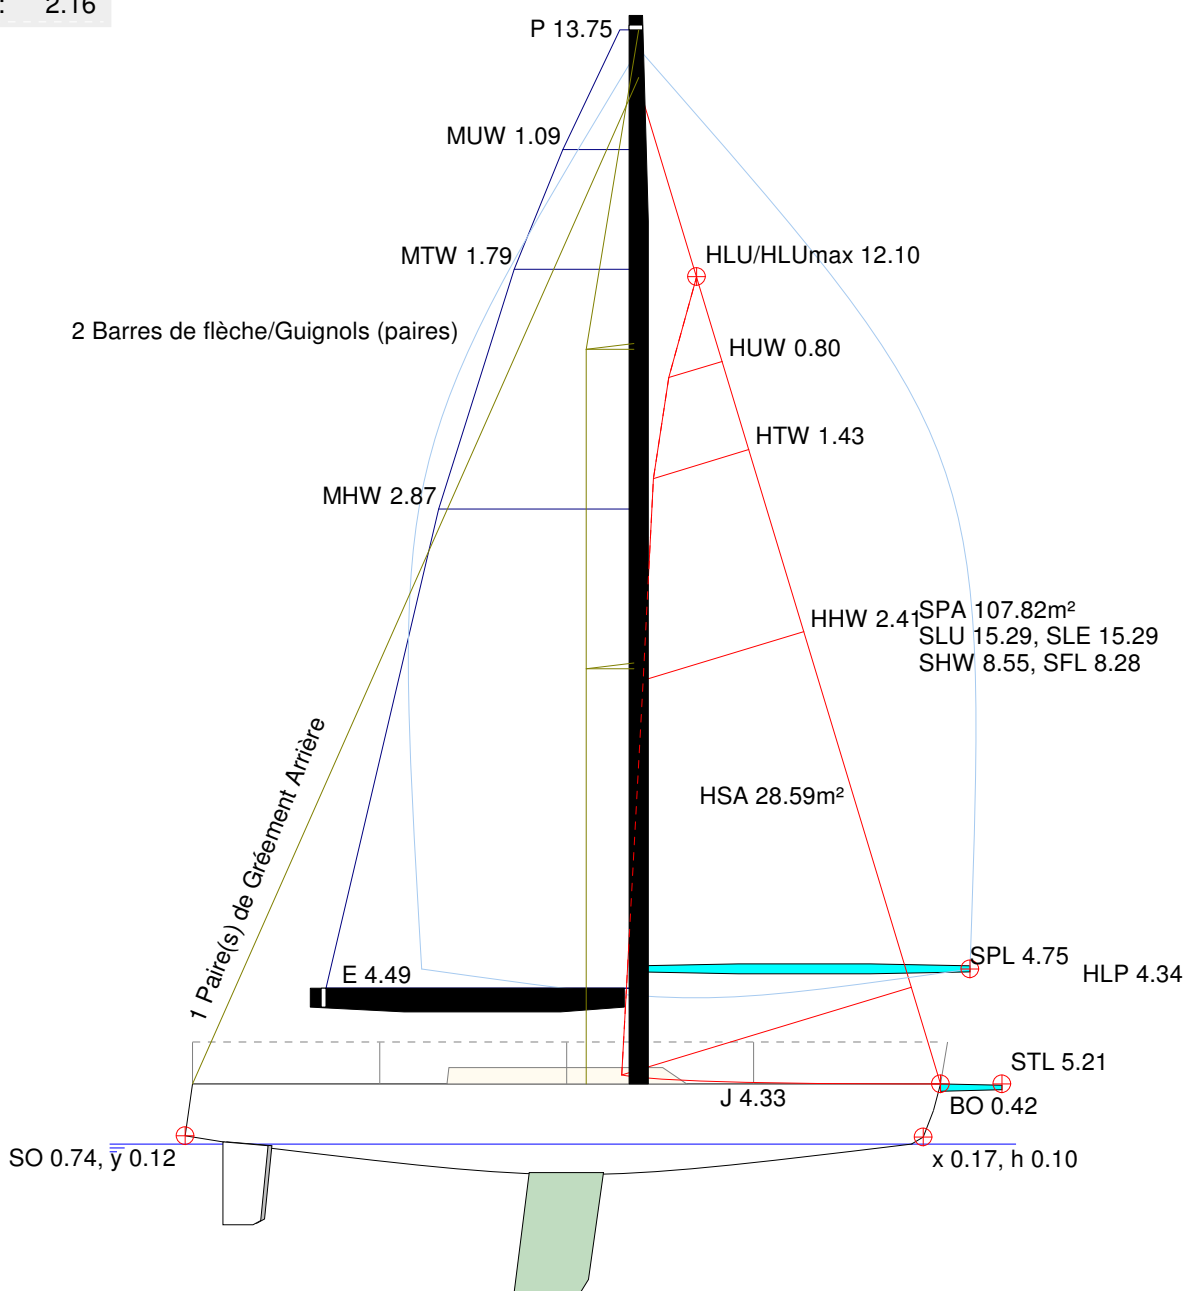 : 2.16
P 13.75
MUW 1.09
MTW 1.79
HLU/HLUmax 12.10
2 Barres de flèche/Guignols (paires)
HUW 0.80
HTW 1.43
MHW 2.87
HHW 2.41
SPA 107.82m²
SLU 15.29, SLE 15.29
SHW 8.55, SFL 8.28
1 Paire(s) de Gréement Arrière
HSA 28.59m²
E 4.49
SPL 4.75
HLP 4.34
STL 5.21
J 4.33
BO 0.42
SO 0.74, y 0.12
x 0.17, h 0.10